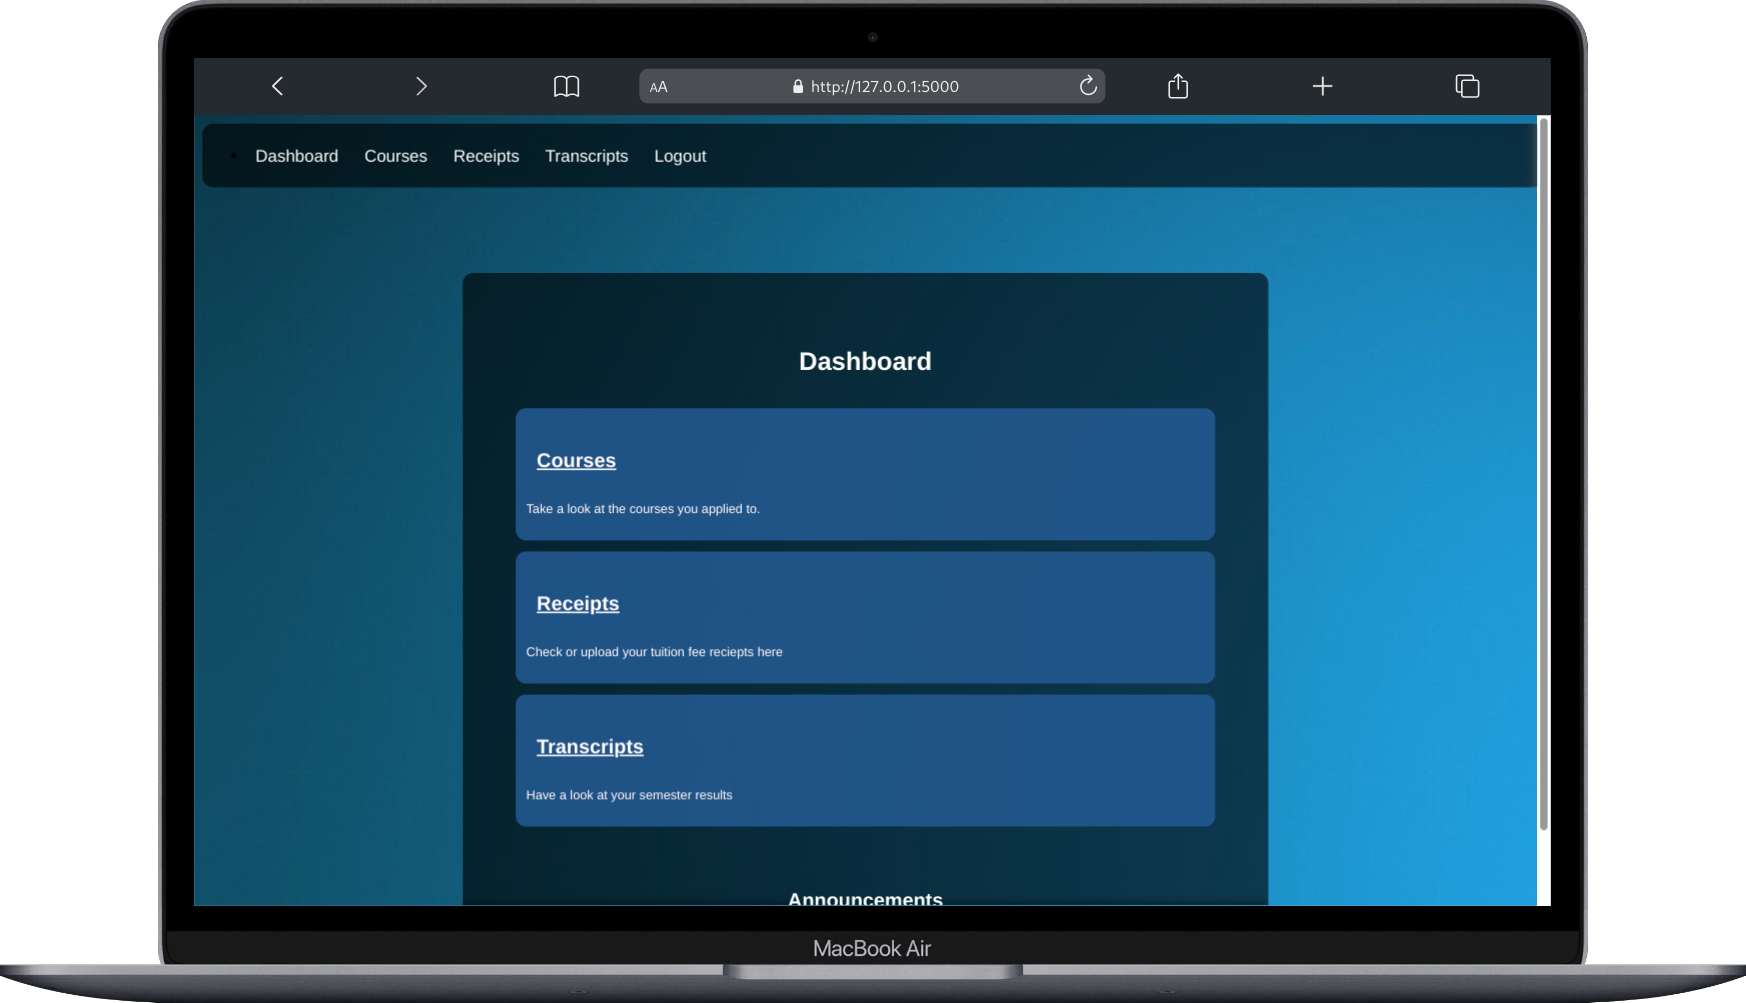 AA http://127.0.0.1:5000
Dashboard Courses Receipts Transcripts Logout
Dashboard
Courses
Take a look at the courses you applied to.
Receipts
Check or upload your tuition fee reciepts here
Transcripts
Have a look at your semester results
Announcements
MacBook Air